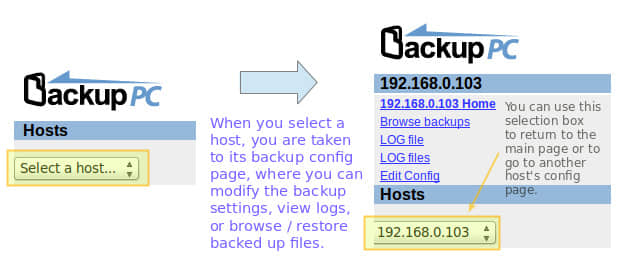 BackupPC
Hosts
Select a host...
When you select a
host, you are taken
to its backup config
page, where you can
modify the backup
settings, view logs,
or browse / restore
backed up files.
BackupPC
192.168.0.103
192.168.0.103 Home
Browse backups
LOG file
LOG files
Edit Config
Hosts
192.168.0.103
You can use this
selection box
to return to the
main page or to
go to another
host's config
page.